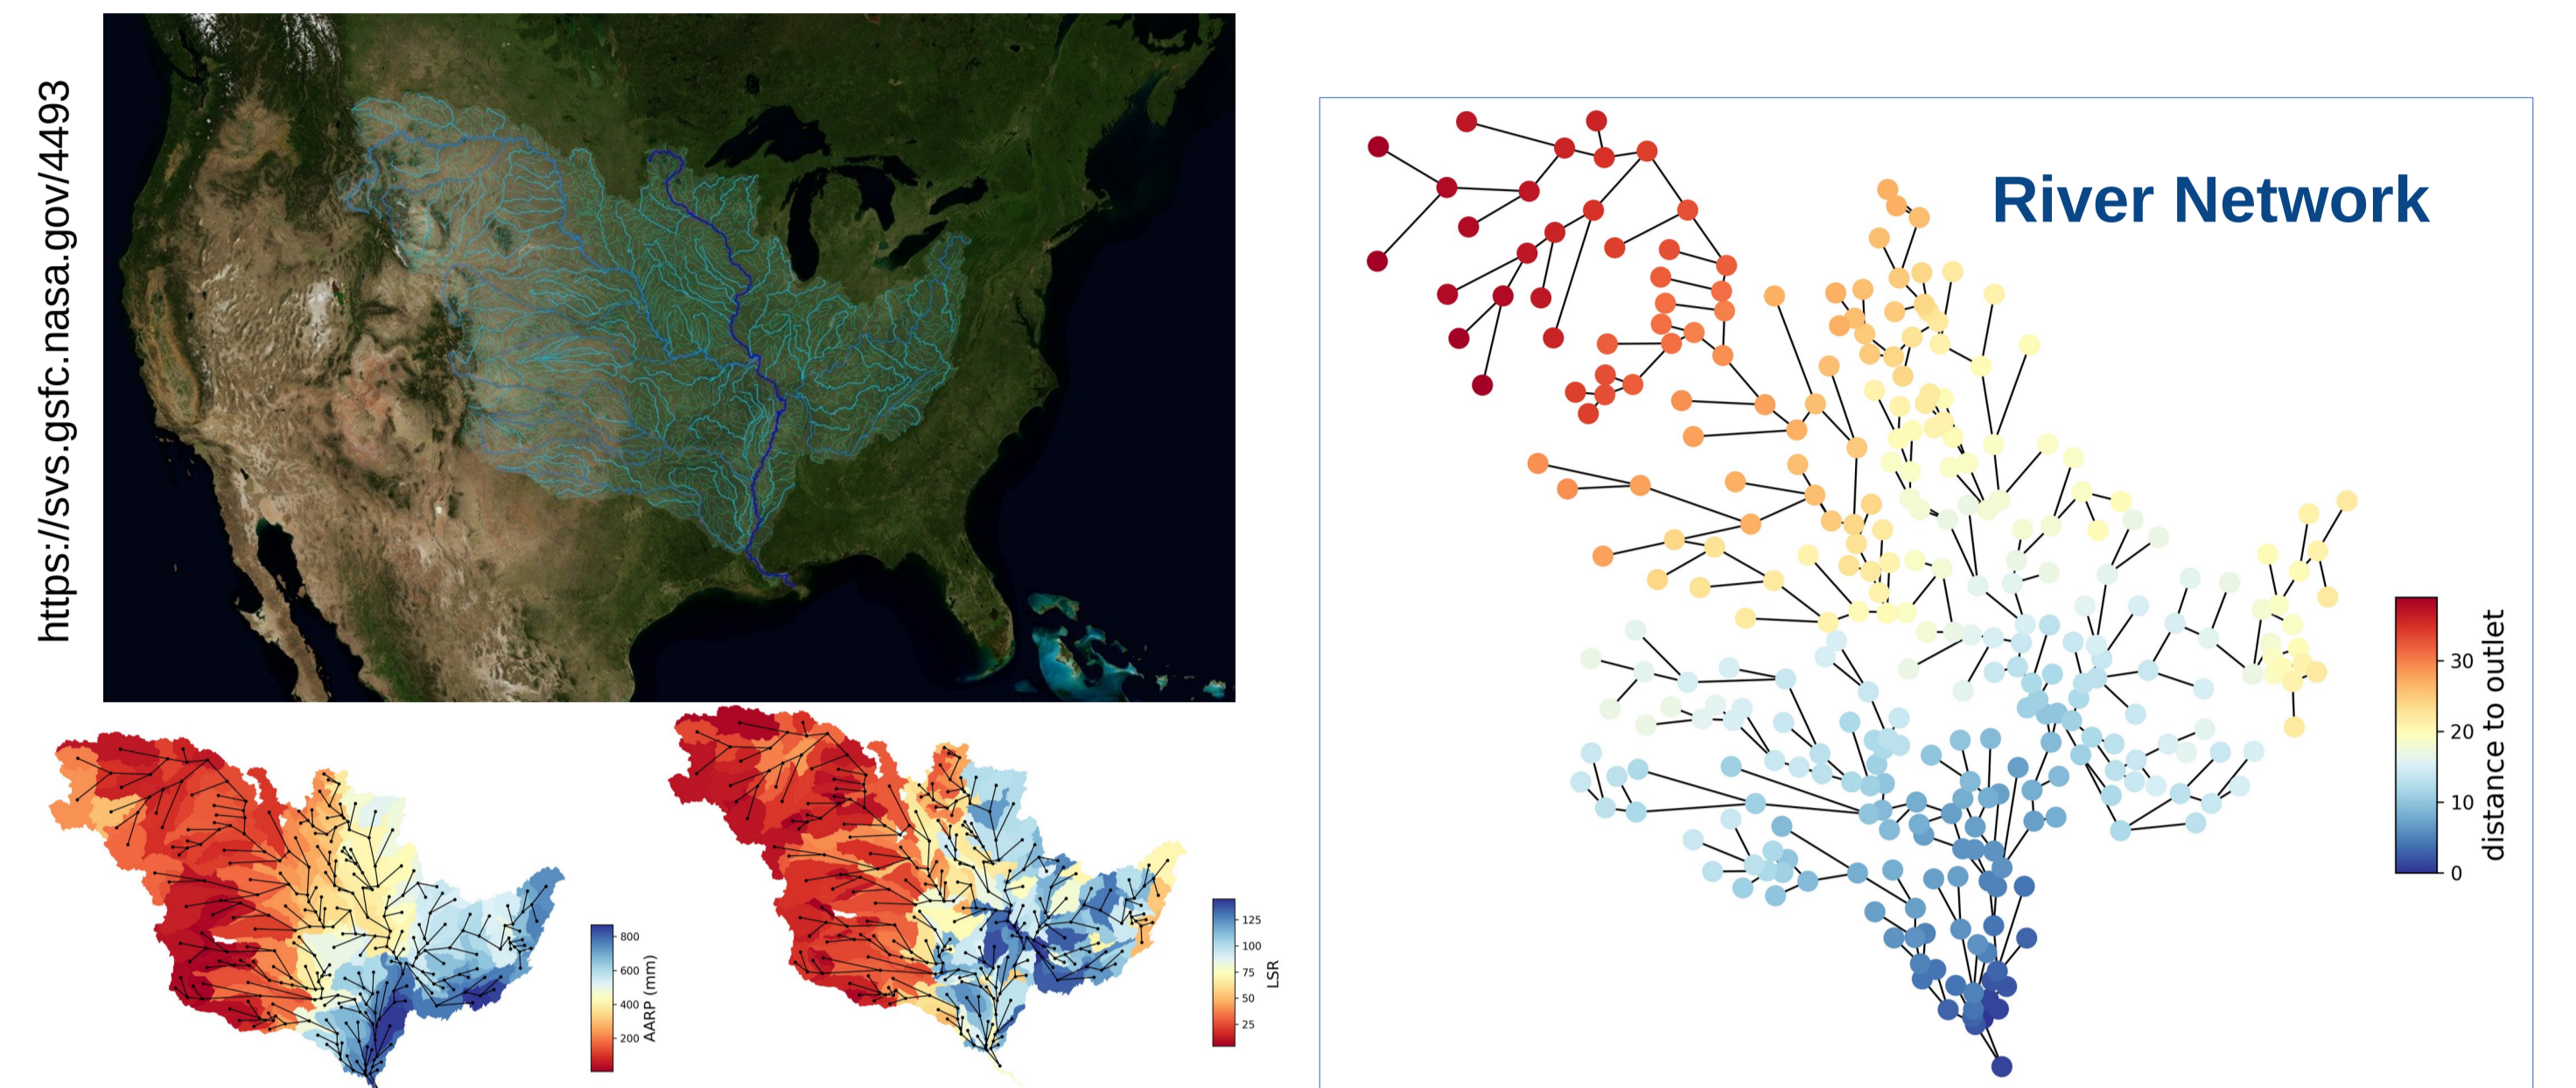 https://svs.gsfc.nasa.gov/4493
River Network
30
20
10
0
distance to outlet
800
600
400
200
AARP (mm)
125
100
75
50
25
LSR